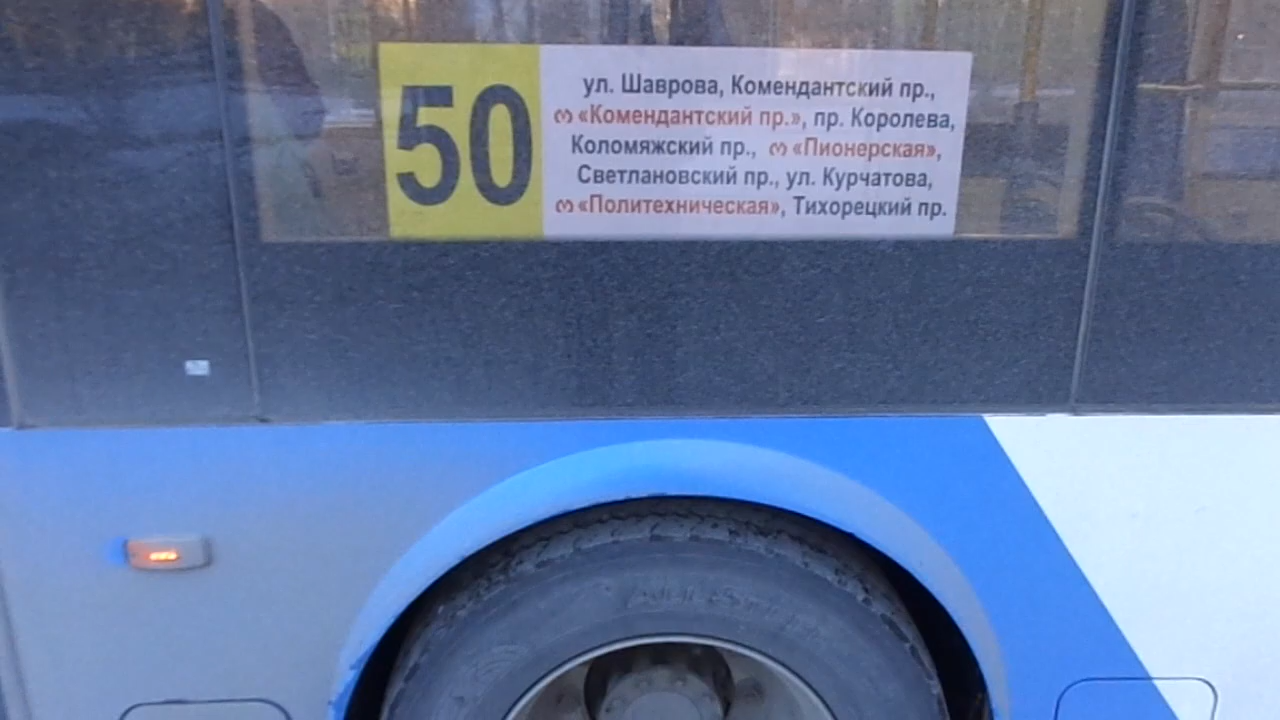 50
ул. Шаврова, Комендантский пр.,
«Комендантский пр.», пр. Королева,
Коломяжский пр., «Пионерская»,
Светлановский пр., ул. Курчатова,
«Политехническая», Тихорецкий пр.